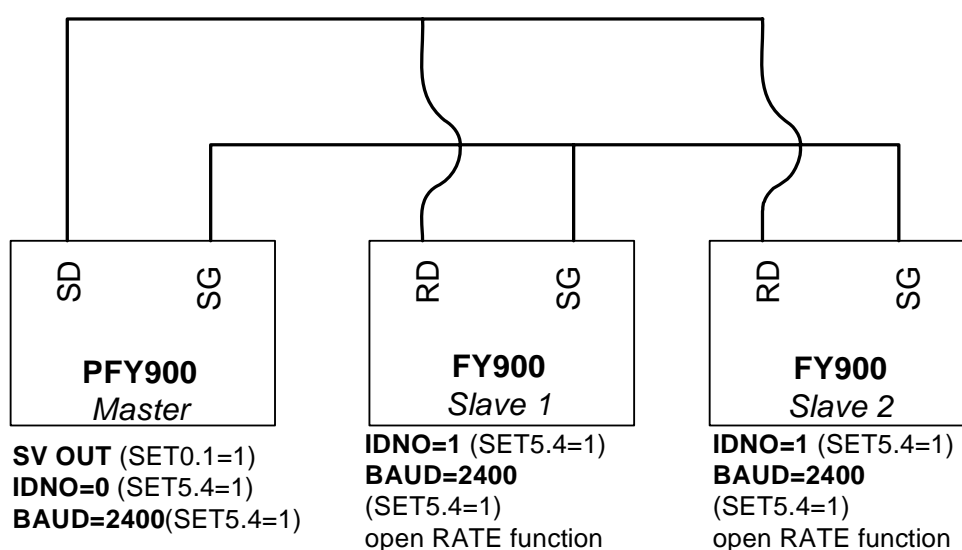 SD
SG
PFY900
Master
SV OUT (SET0.1=1)
IDNO=0 (SET5.4=1)
BAUD=2400(SET5.4=1)
RD
SG
FY900
Slave 1
IDNO=1 (SET5.4=1)
BAUD=2400
(SET5.4=1)
open RATE function
RD
SG
FY900
Slave 2
IDNO=1 (SET5.4=1)
BAUD=2400
(SET5.4=1)
open RATE function